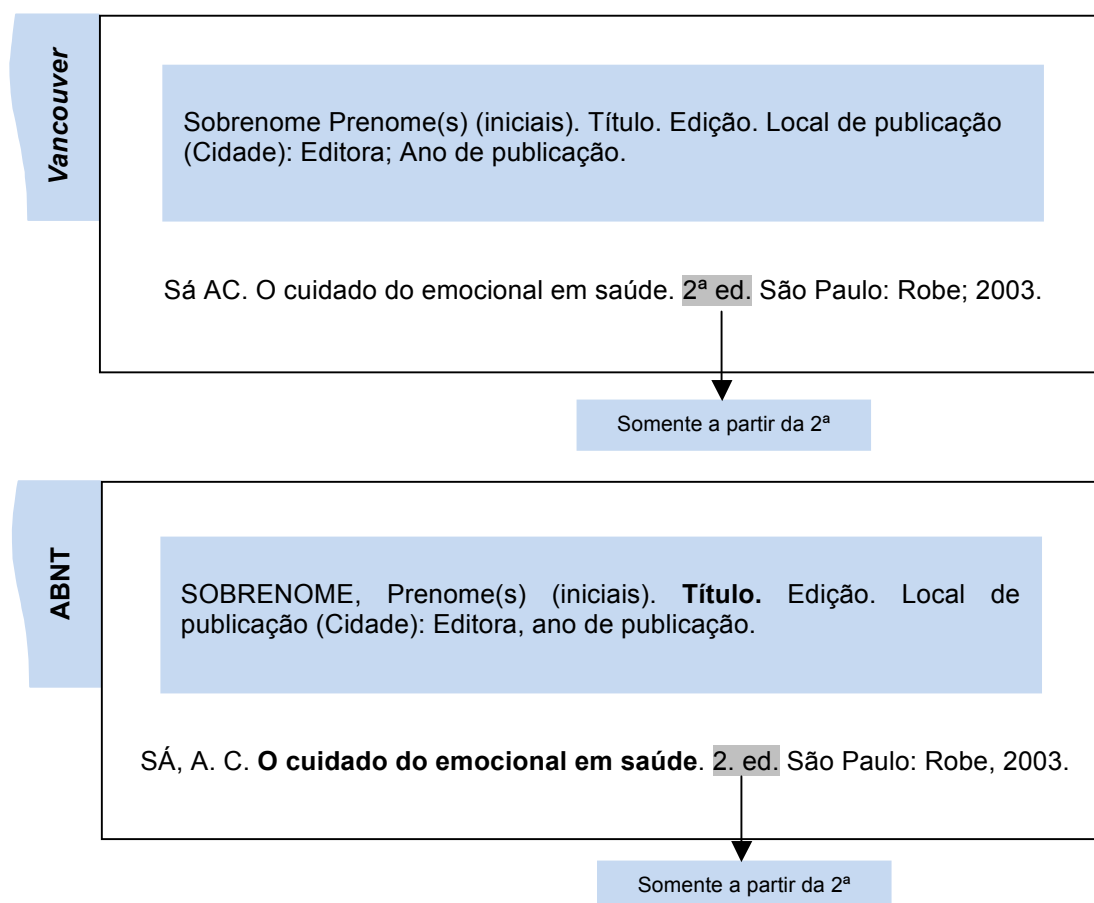 Vancouver
Sobrenome Prenome(s) (iniciais). Título. Edição. Local de publicação
(Cidade): Editora; Ano de publicação.
Sá AC. O cuidado do emocional em saúde. 2ª ed. São Paulo: Robe; 2003.
Somente a partir da 2ª
ABNT
SOBRENOME, Prenome(s) (iniciais). Título. Edição. Local de
publicação (Cidade): Editora, ano de publicação.
SÁ, A. C. O cuidado do emocional em saúde. 2. ed. São Paulo: Robe, 2003.
Somente a partir da 2ª